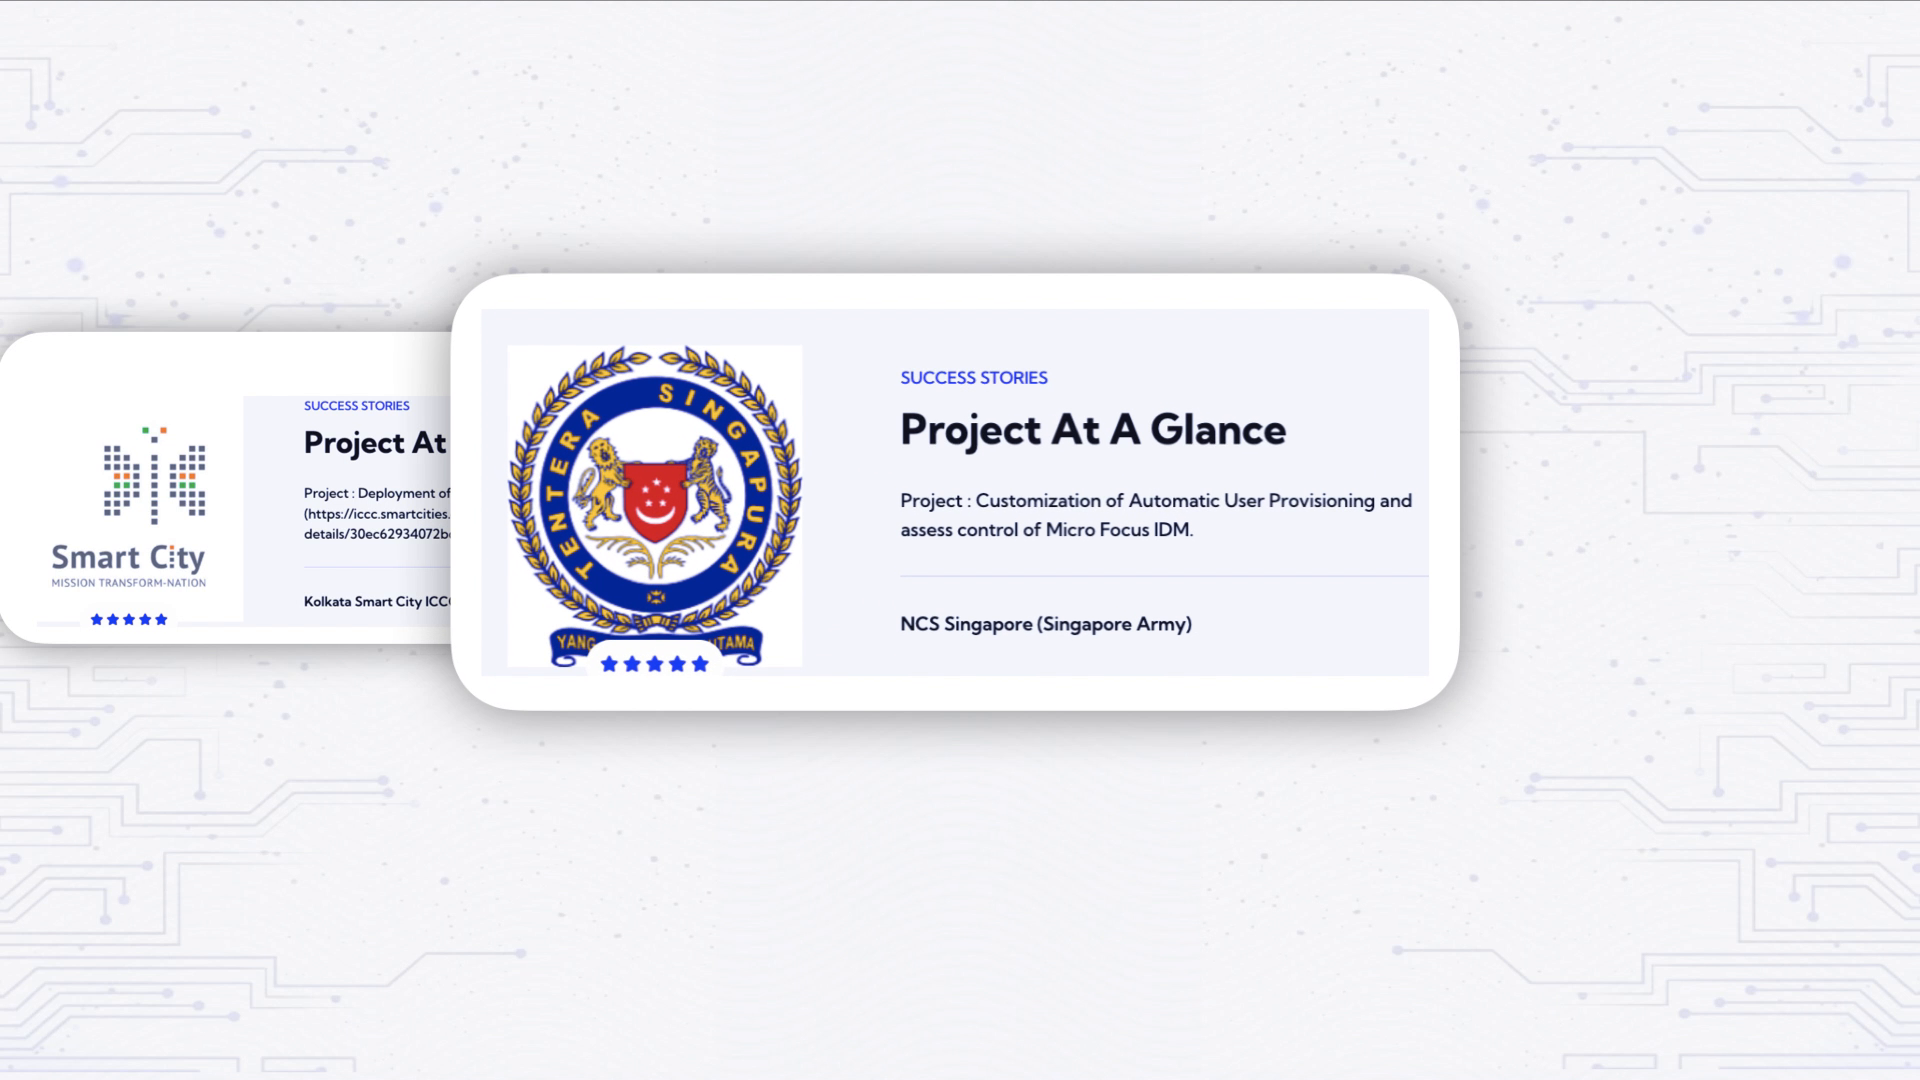 SUCCESS STORIES
Project At
Project : Deployment of
(https://iccc.smartcities.
details/30ec62934072b
Kolkata Smart City ICC
Smart City
MISSION TRANSFORM-NATION
TENTERA SINGAPURA
YANG UTAMA
SUCCESS STORIES
Project At A Glance
Project : Customization of Automatic User Provisioning and
assess control of Micro Focus IDM.
NCS Singapore (Singapore Army)